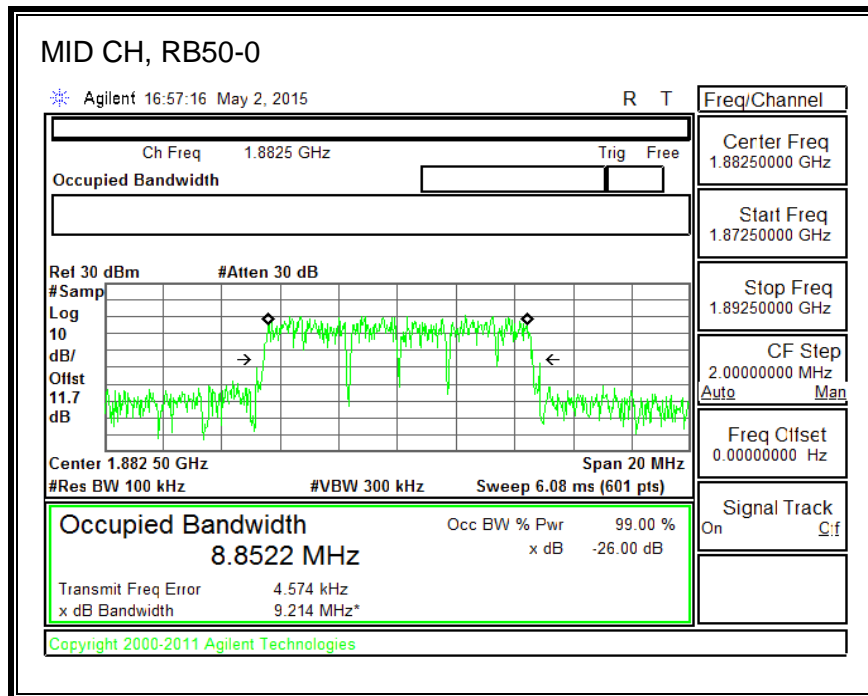 MID CH, RB50-0
Agilent 16:57:16 May 2, 2015 R T
Freq/Channel
Ch Freq 1.8825 GHz Trig Free
Occupied Bandwidth
Center Freq
1.88250000 GHz
Start Freq
1.87250000 GHz
Stop Freq
1.89250000 GHz
CF Step
2.00000000 MHz
Auto Man
Freq Offset
0.00000000 Hz
Signal Track
On Off
Ref 30 dBm #Atten 30 dB
#Samp
Log
10
dB/
Offst
11.7
dB
Center 1.882 50 GHz Span 20 MHz
#Res BW 100 kHz #VBW 300 kHz Sweep 6.08 ms (601 pts)
Occupied Bandwidth
8.8522 MHz
Occ BW % Pwr 99.00 %
x dB -26.00 dB
Transmit Freq Error 4.574 kHz
x dB Bandwidth 9.214 MHz*
Copyright 2000-2011 Agilent Technologies